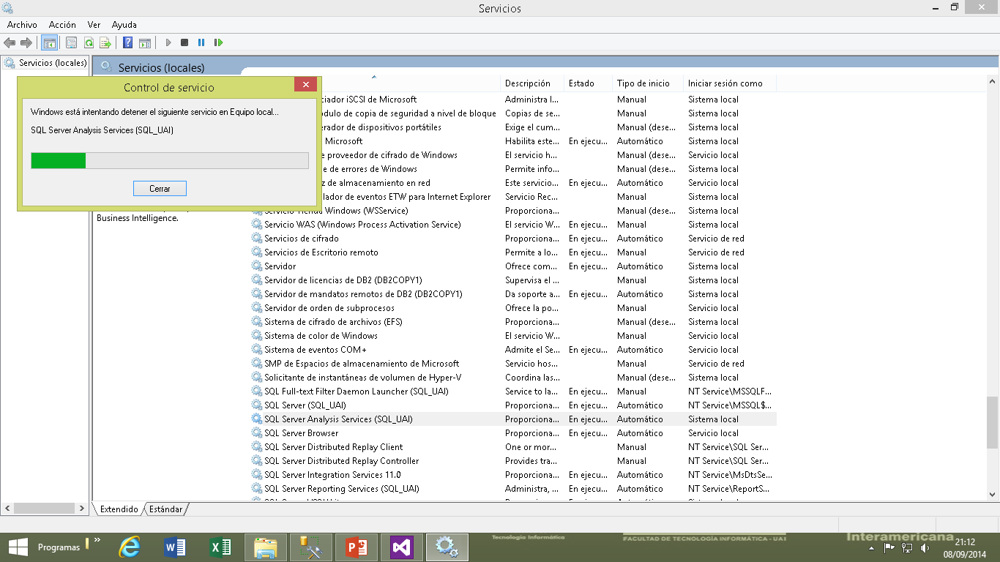 Servicios
Archivo Acción Ver Ayuda
Servicios (locales)
Servicios (locales)
Control de servicio
Windows está intentando detener el siguiente servicio en Equipo local...
SQL Server Analysis Services (SQL_UAI)
Cerrar
Business Intelligence.
Descripción Estado Tipo de inicio Iniciar sesión como
ciador iSCSI de Microsoft Administra l... Manual Sistema local
dulo de copia de seguridad a nivel de bloque Copias de se... Manual Sistema local
rador de dispositivos portátiles Exige el cum... Manual (dese... Sistema local
Microsoft Habilita este... En ejecu... Automático Sistema local
e proveedor de cifrado de Windows El servicio h... Manual (dese... Servicio local
e de errores de Windows Permite info... Manual (dese... Sistema local
z de almacenamiento en red Este servicio... En ejecu... Automático Servicio local
lador de eventos ETW para Internet Explorer Servicio Rec... Manual Sistema local
Servicio Tienda Windows (WSService) Proporciona... Manual (dese... Sistema local
Servicio WAS (Windows Process Activation Service) El servicio W... En ejecu... Manual Sistema local
Servicios de cifrado Proporciona... En ejecu... Automático Servicio de red
Servicios de Escritorio remoto Permite a lo... En ejecu... Manual Servicio de red
Servidor Ofrece com... En ejecu... Automático Sistema local
Servidor de licencias de DB2 (DB2COPY1) Supervisa el ... Manual Sistema local
Servidor de mandatos remotos de DB2 (DB2COPY1) Da soporte a... En ejecu... Automático Sistema local
Servidor de orden de subprocesos Ofrece la po... Manual Servicio local
Sistema de cifrado de archivos (EFS) Proporciona... Manual (dese... Sistema local
Sistema de color de Windows El servicio W... Manual Servicio local
Sistema de eventos COM+ Admite el Se... En ejecu... Automático Servicio local
SMP de Espacios de almacenamiento de Microsoft Servicio hos... Manual Servicio de red
Solicitante de instantáneas de volumen de Hyper-V Coordina las... Manual (dese... Sistema local
SQL Full-text Filter Daemon Launcher (SQL_UAI) Service to la... En ejecu... Manual NT Service\MSSQLF...
SQL Server (SQL_UAI) Proporciona... En ejecu... Automático NT Service\MSSQL$...
SQL Server Analysis Services (SQL_UAI) Proporciona... En ejecu... Automático Sistema local
SQL Server Browser Proporciona... En ejecu... Automático Servicio local
SQL Server Distributed Replay Client One or mor... Manual NT Service\SQL Ser...
SQL Server Distributed Replay Controller Provides tra... Manual NT Service\SQL Ser...
SQL Server Integration Services 11.0 Proporciona... En ejecu... Automático NT Service\MsDtsSe...
SQL Server Reporting Services (SQL_UAI) Administra, ... En ejecu... Automático NT Service\ReportS...
Extendido Estándar
Programas
Tecnología Informática
FACULTAD DE TECNOLOGÍA INFORMÁTICA - UAI
Interamericana
21:12
08/09/2014